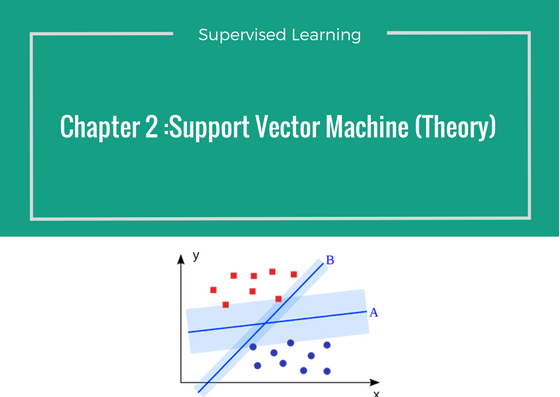 Supervised Learning
Chapter 2 :Support Vector Machine (Theory)
y
B
A
x